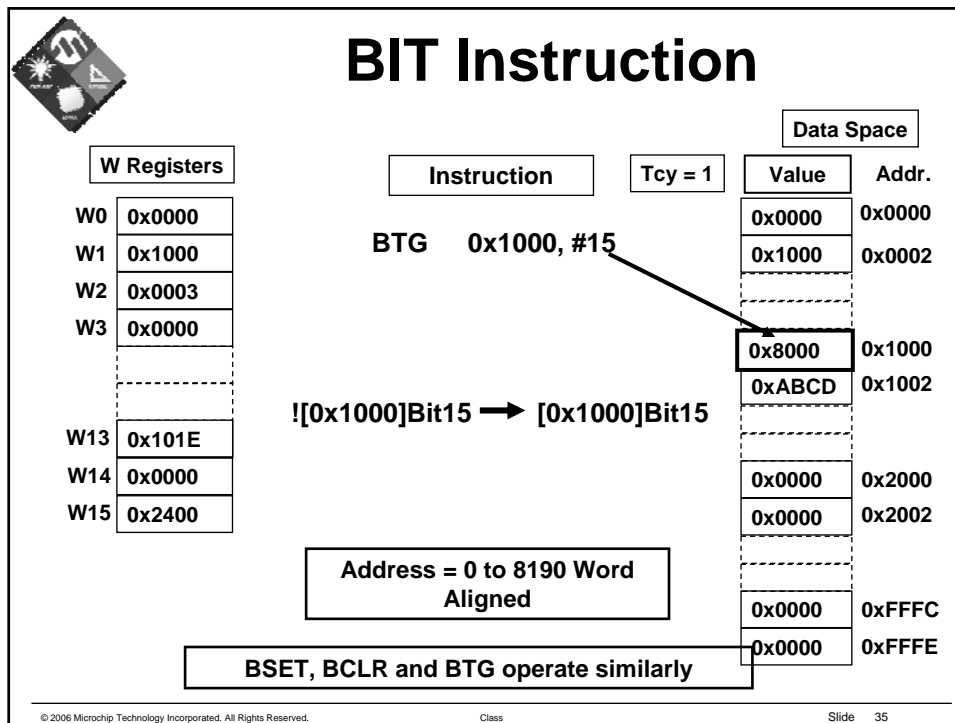 BIT Instruction
Data Space
W Registers
Instruction
Tcy = 1
Value Addr.
W0 0x0000
W1 0x1000
W2 0x0003
W3 0x0000
W13 0x101E
W14 0x0000
W15 0x2400
BTG 0x1000, #15
![0x1000]Bit15 [0x1000]Bit15
0x0000 0x0000
0x1000 0x0002
0x8000 0x1000
0xABCD 0x1002
0x0000 0x2000
0x0000 0x2002
0x0000 0xFFFC
0x0000 0xFFFE
Address = 0 to 8190 Word
Aligned
BSET, BCLR and BTG operate similarly
© 2006 Microchip Technology Incorporated. All Rights Reserved. Class Slide 35